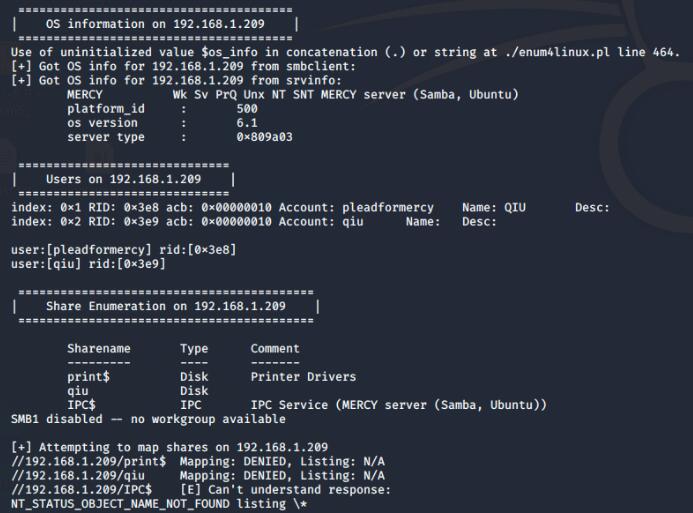 ==========================================
|    OS information on 192.168.1.209    |
==========================================
Use of uninitialized value $os_info in concatenation (.) or string at ./enum4linux.pl line 464.
[+] Got OS info for 192.168.1.209 from smbclient:
[+] Got OS info for 192.168.1.209 from srvinfo:
MERCY          Wk Sv PrQ Unx NT SNT MERCY server (Samba, Ubuntu)
platform_id     :       500
os version      :       6.1
server type     :       0×809a03
==============================
|    Users on 192.168.1.209    |
==============================
index: 0×1 RID: 0×3e8 acb: 0×00000010 Account: pleadformercy    Name: QIU       Desc:
index: 0×2 RID: 0×3e9 acb: 0×00000010 Account: qiu      Name:   Desc:
user:[pleadformercy] rid:[0×3e8]
user:[qiu] rid:[0×3e9]
==========================================
|    Share Enumeration on 192.168.1.209    |
==========================================
Sharename       Type      Comment
---------       ----      -------
print$          Disk      Printer Drivers
qiu             Disk
IPC$            IPC       IPC Service (MERCY server (Samba, Ubuntu))
SMB1 disabled -- no workgroup available
[+] Attempting to map shares on 192.168.1.209
//192.168.1.209/print$  Mapping: DENIED, Listing: N/A
//192.168.1.209/qiu     Mapping: DENIED, Listing: N/A
//192.168.1.209/IPC$    [E] Can't understand response:
NT_STATUS_OBJECT_NAME_NOT_FOUND listing \*